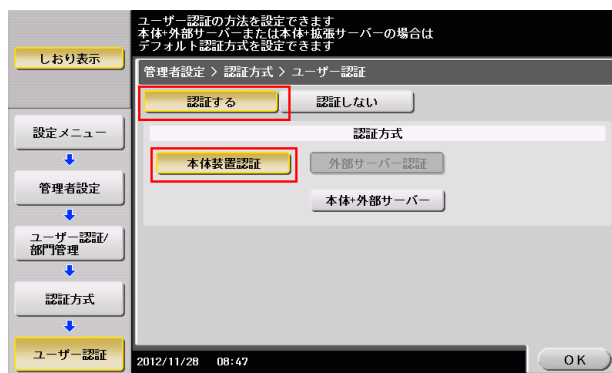 ユーザー認証の方法を設定できます
本体+外部サーバーまたは本体+拡張サーバーの場合は
デフォルト認証方式を設定できます
しおり表示
管理者設定 > 認証方式 > ユーザー認証
認証する
認証しない
設定メニュー
認証方式
本体装置認証
外部サーバー認証
管理者設定
本体+外部サーバー
ユーザー認証/
部門管理
認証方式
ユーザー認証
2012/11/28 08:47
OK